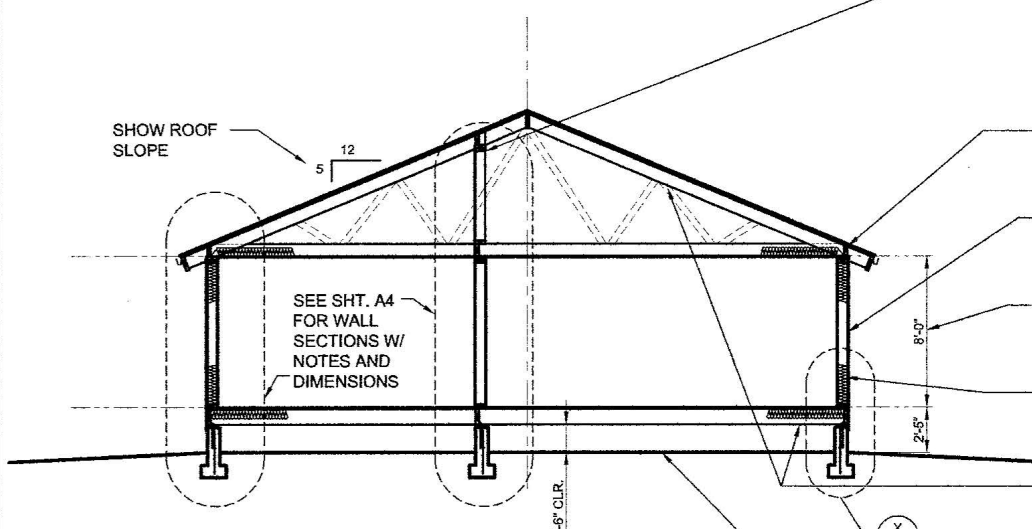 SHOW ROOF
SLOPE
12
5
SEE SHT. A4
FOR WALL
SECTIONS W/
NOTES AND
DIMENSIONS
8'-0"
2'-5"
-6" CLR.
X